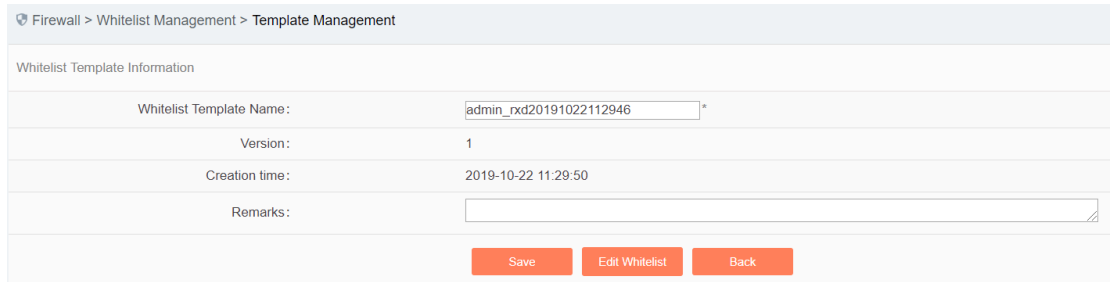 Firewall > Whitelist Management > Template Management
Whitelist Template Information
Whitelist Template Name: admin_rxd20191022112946 *
Version: 1
Creation time: 2019-10-22 11:29:50
Remarks:
Save Edit Whitelist Back